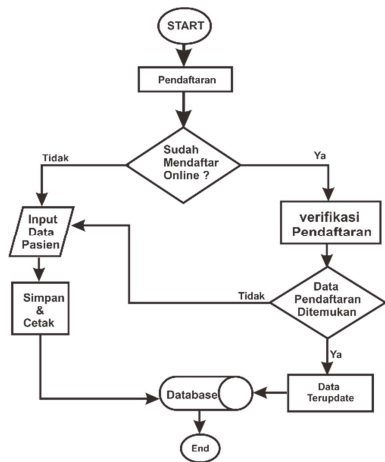 START
Pendaftaran
Tidak
Sudah
Mendaftar
Online ?
Ya
Input
Data
Pasien
verifikasi
Pendaftaran
Simpan
&
Cetak
Tidak
Data
Pendaftaran
Ditemukan
Ya
Database
Data
Terupdate
End